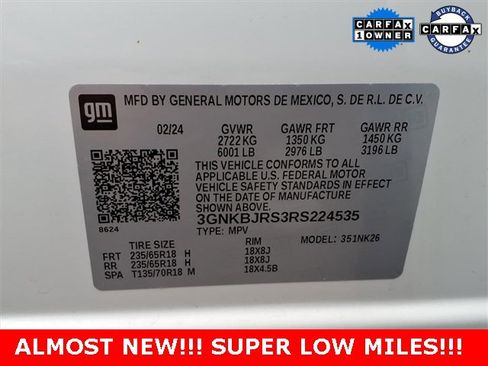 CARFAX
1 OWNER
BUYBACK
CARFAX
GUARANTEE
gm
MFD BY GENERAL MOTORS DE MEXICO, S. DE R.L. DE C.V.
02/24 GVWR GAWR FRT GAWR RR
2722 KG 1350 KG 1450 KG
6001 LB 2976 LB 3196 LB
THIS VEHICLE CONFORMS TO ALL
APPLICABLE U.S. FEDERAL MOTOR
VEHICLE SAFETY STANDARDS IN EFFECT ON
THE DATE OF MANUFACTURE
SHOWN ABOVE.
3GNKBJRS3RS224535
TYPE: MPV MODEL: 351NK26
8624
TIRE SIZE RIM
FRT 235/65R18 H 18X8J
RR 235/65R18 H 18X8J
SPA T135/70R18 M 18X4.5B
ALMOST NEW!!! SUPER LOW MILES!!!